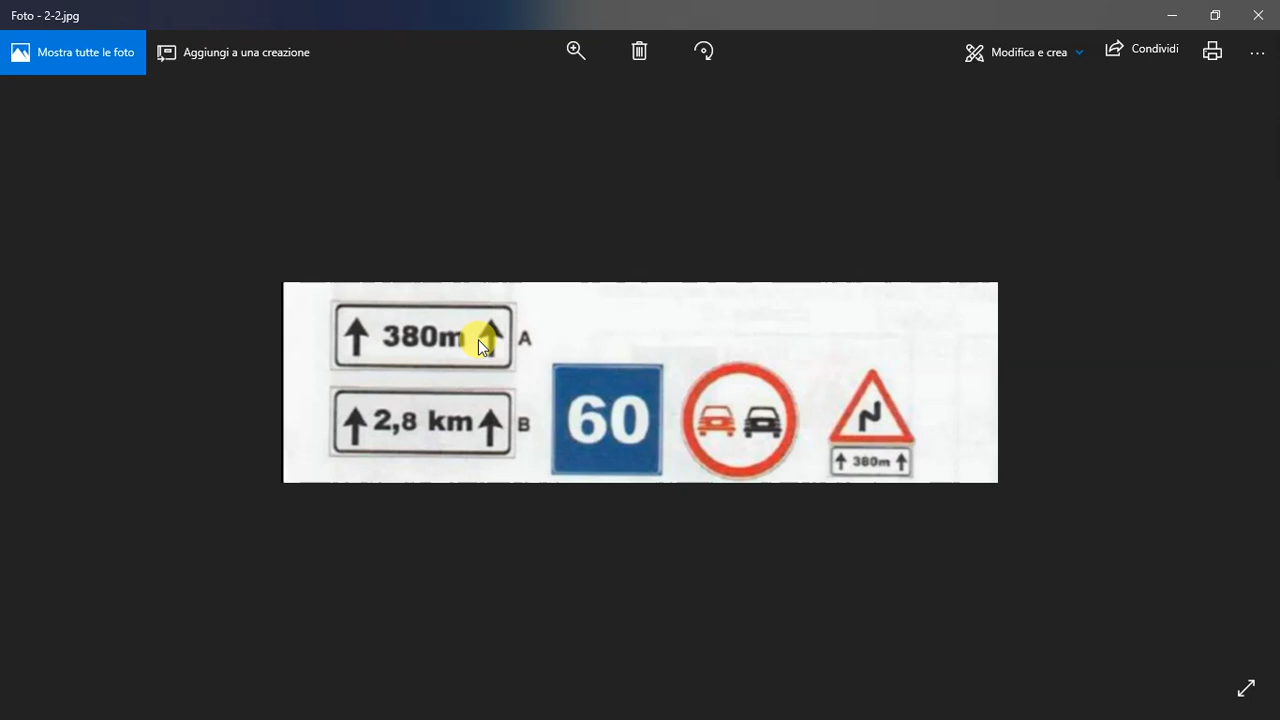 Foto - 2-2.jpg
Mostra tutte le foto
Aggiungi a una creazione
Modifica e crea
Condividi
380m A
2,8 km B
60
380m